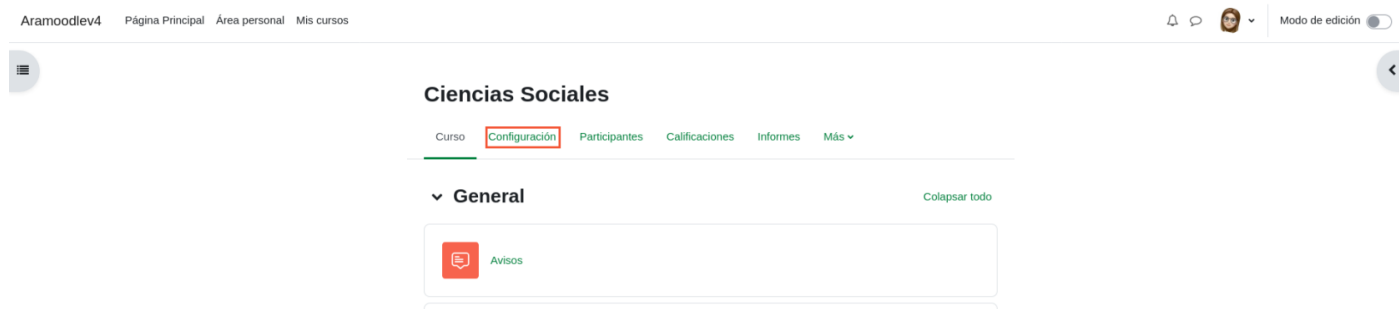 Aramoodlev4 Página Principal Área personal Mis cursos Modo de edición
Ciencias Sociales
Curso Configuración Participantes Calificaciones Informes Más
General Colapsar todo
Avisos